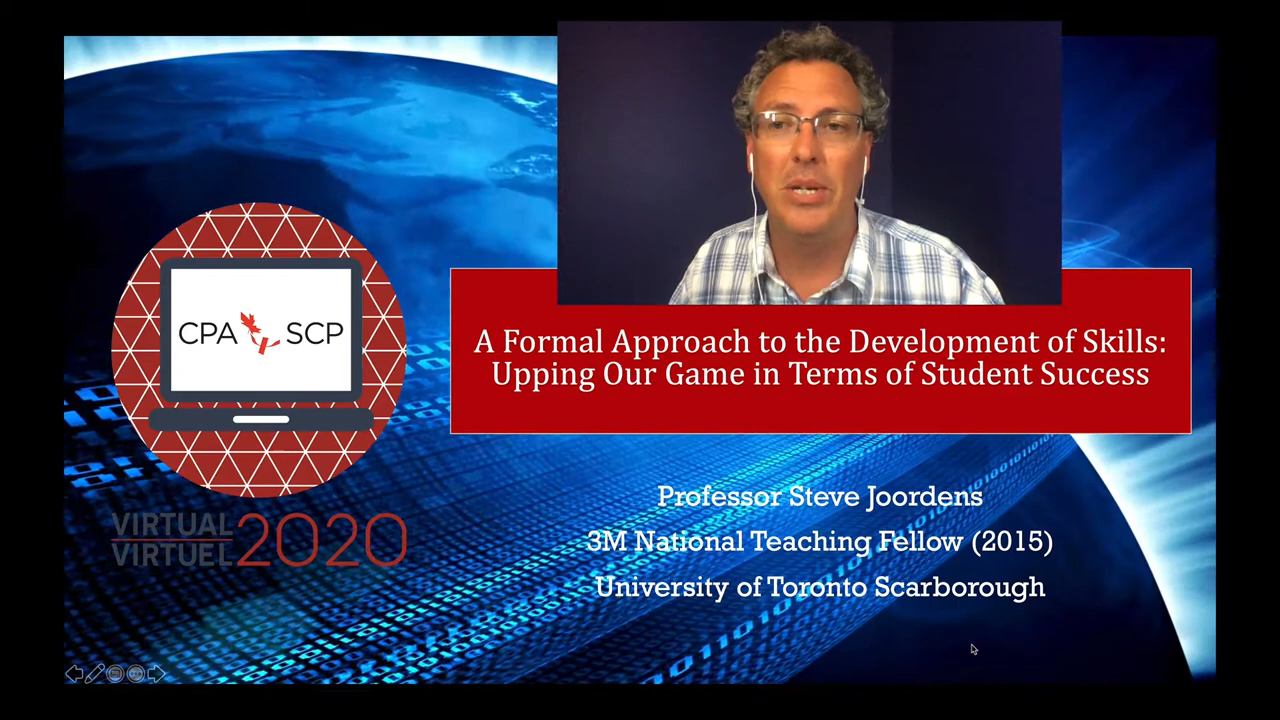 CPA SCP
VIRTUAL
VIRTUEL
2020
A Formal Approach to the Development of Skills:
Upping Our Game in Terms of Student Success
Professor Steve Joordens
3M National Teaching Fellow (2015)
University of Toronto Scarborough